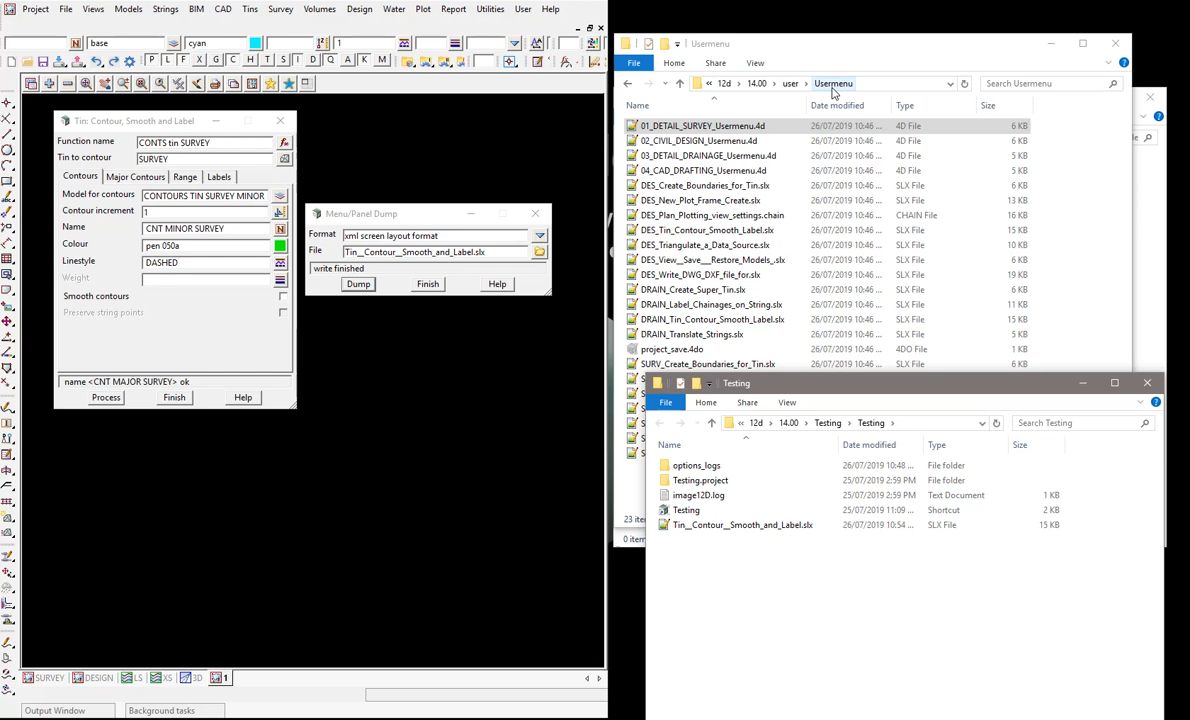 Project File Views Models Strings BIM CAD Tins Survey Volumes Design Water Plot Report Utilities User Help
base cyan 1
P L F X G C H T S I D Q A K M
Tin: Contour, Smooth and Label
Function name CONTS tin SURVEY
Tin to contour SURVEY
Contours Major Contours Range Labels
Model for contours CONTOURS TIN SURVEY MINOR
Contour increment 1
Name CNT MINOR SURVEY
Colour pen 050a
Linestyle DASHED
Weight
Smooth contours
Preserve string points
name <CNT MAJOR SURVEY> ok
Process Finish Help
Menu/Panel Dump
Format xml screen layout format
File Tin__Contour__Smooth_and_Label.slx
write finished
Dump Finish Help
SURVEY DESIGN LS XS 3D 1
Output Window Background tasks
Usermenu
File Home Share View
« 12d › 14.00 › user › Usermenu Search Usermenu
Name Date modified Type Size
01_DETAIL_SURVEY_Usermenu.4d 26/07/2019 10:46 ... 4D File 6 KB
02_CIVIL_DESIGN_Usermenu.4d 26/07/2019 10:46 ... 4D File 6 KB
03_DETAIL_DRAINAGE_Usermenu.4d 26/07/2019 10:46 ... 4D File 5 KB
04_CAD_DRAFTING_Usermenu.4d 26/07/2019 10:46 ... 4D File 5 KB
DES_Create_Boundaries_for_Tin.slx 26/07/2019 10:46 ... SLX File 6 KB
DES_New_Plot_Frame_Create.slx 26/07/2019 10:46 ... SLX File 13 KB
DES_Plan_Plotting_view_settings.chain 26/07/2019 10:46 ... CHAIN File 16 KB
DES_Tin_Contour_Smooth_Label.slx 26/07/2019 10:46 ... SLX File 15 KB
DES_Triangulate_a_Data_Source.slx 26/07/2019 10:46 ... SLX File 10 KB
DES_View__Save___Restore_Models_.slx 26/07/2019 10:46 ... SLX File 5 KB
DES_Write_DWG_DXF_file_for.slx 26/07/2019 10:46 ... SLX File 19 KB
DRAIN_Create_Super_Tin.slx 26/07/2019 10:46 ... SLX File 5 KB
DRAIN_Label_Chainages_on_String.slx 26/07/2019 10:46 ... SLX File 11 KB
DRAIN_Tin_Contour_Smooth_Label.slx 26/07/2019 10:46 ... SLX File 15 KB
DRAIN_Translate_Strings.slx 26/07/2019 10:46 ... SLX File 5 KB
project_save.4do 26/07/2019 10:46 ... 4DO File 1 KB
SURV_Create_Boundaries_for_Tin.slx 26/07/2019 10:46 ... SLX File 6 KB
23 ite
0 item
Testing
File Home Share View
« 12d › 14.00 › Testing › Testing › Search Testing
Name Date modified Type Size
options_logs 26/07/2019 10:48 ... File folder
Testing.project 25/07/2019 2:59 PM File folder
image12D.log 25/07/2019 2:59 PM Text Document 1 KB
Testing 25/07/2019 11:09 ... Shortcut 2 KB
Tin__Contour__Smooth_and_Label.slx 26/07/2019 10:54 ... SLX File 15 KB